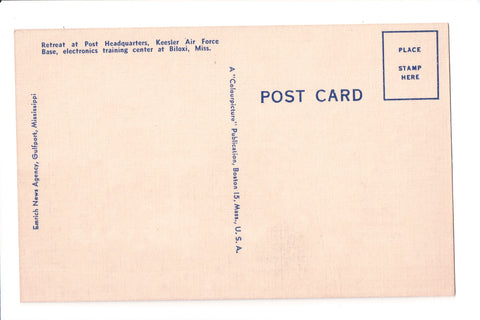 Retreat at Post Headquarters, Keesler Air Force
Base, electronics training center at Biloxi, Miss.
Emrich News Agency, Gulfport, Mississippi
A "Colourpicture" Publication, Boston 15, Mass., U. S. A.
POST CARD
PLACE
STAMP
HERE